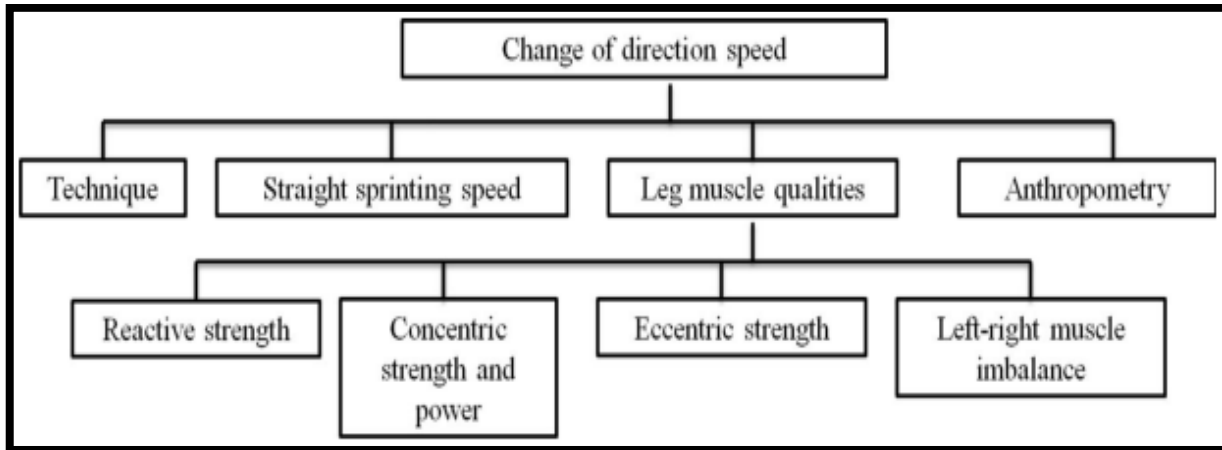 Change of direction speed
Technique
Straight sprinting speed
Leg muscle qualities
Anthropometry
Reactive strength
Concentric
strength and
power
Eccentric strength
Left-right muscle
imbalance